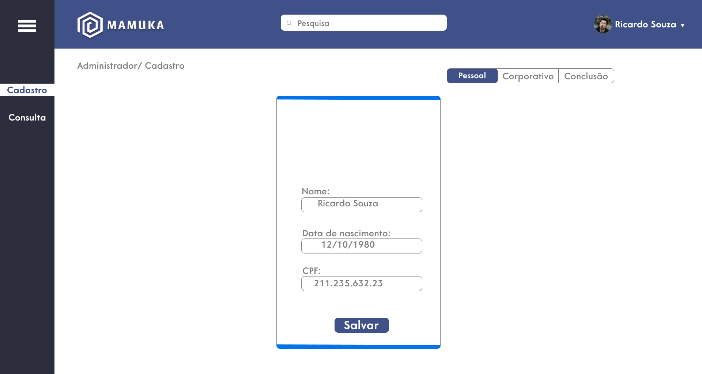 MAMUKA
Pesquisa
Ricardo Souza
Administrador/ Cadastro
Pessoal
Corporativo
Conclusão
Cadastro
Consulta
Nome:
Ricardo Souza
Data de nascimento:
12/10/1980
CPF:
211.235.632.23
Salvar